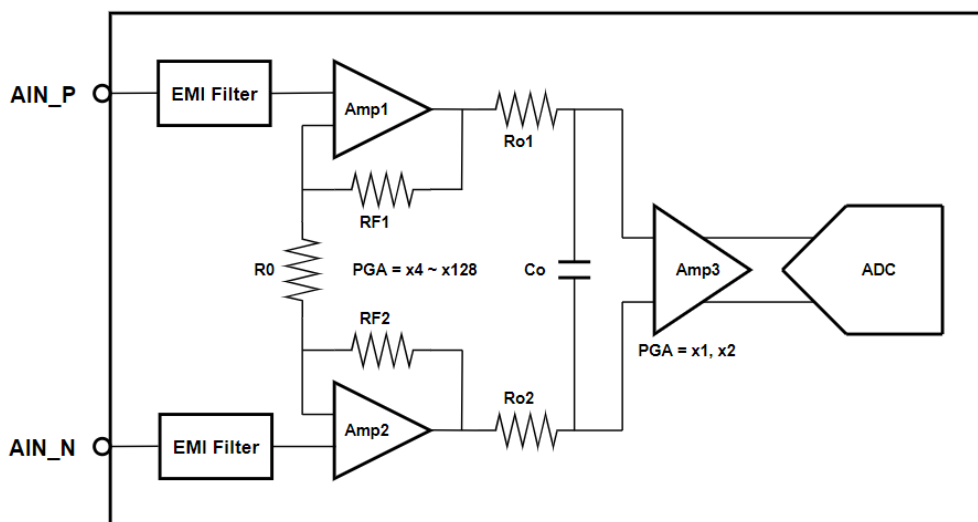 AIN_P
EMI Filter
Amp1
Ro1
RF1
R0
PGA = x4 ~ x128
Co
Amp3
ADC
RF2
PGA = x1, x2
Ro2
Amp2
AIN_N
EMI Filter